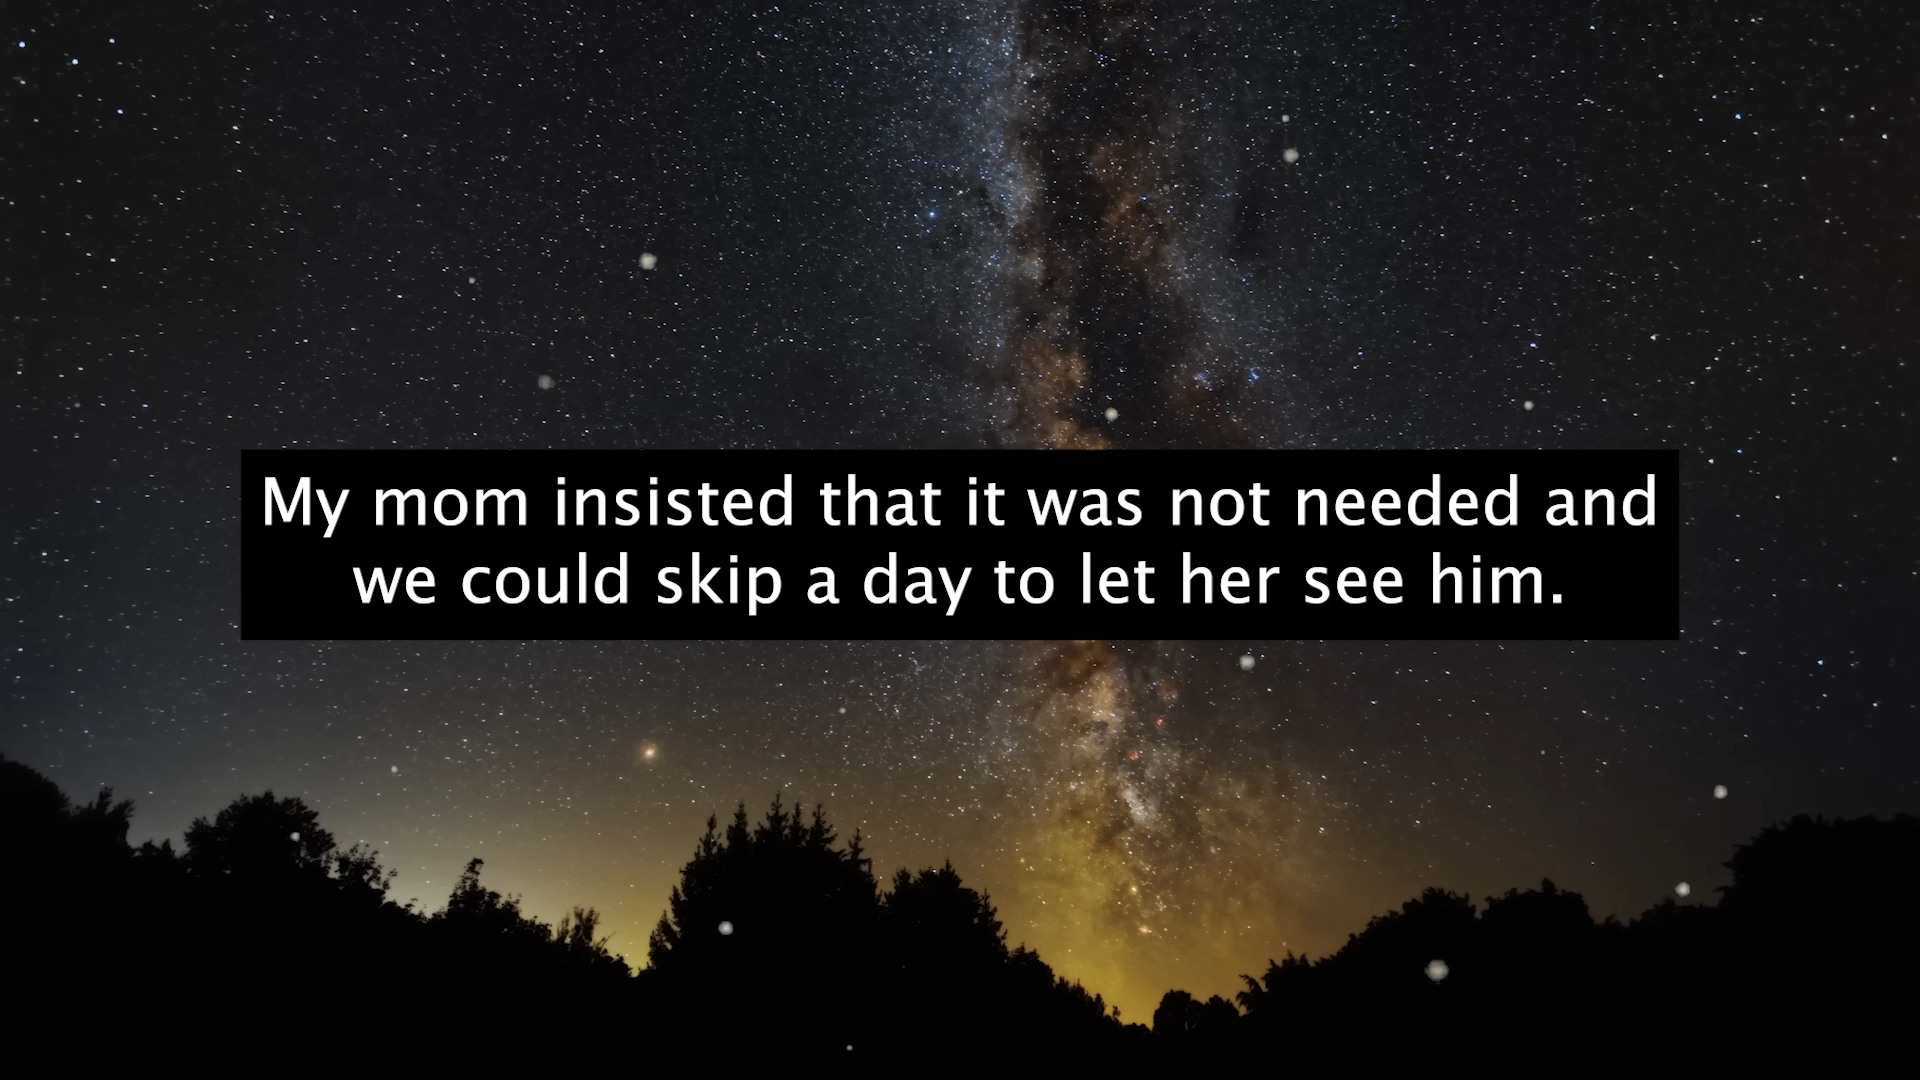 My mom insisted that it was not needed and
we could skip a day to let her see him.